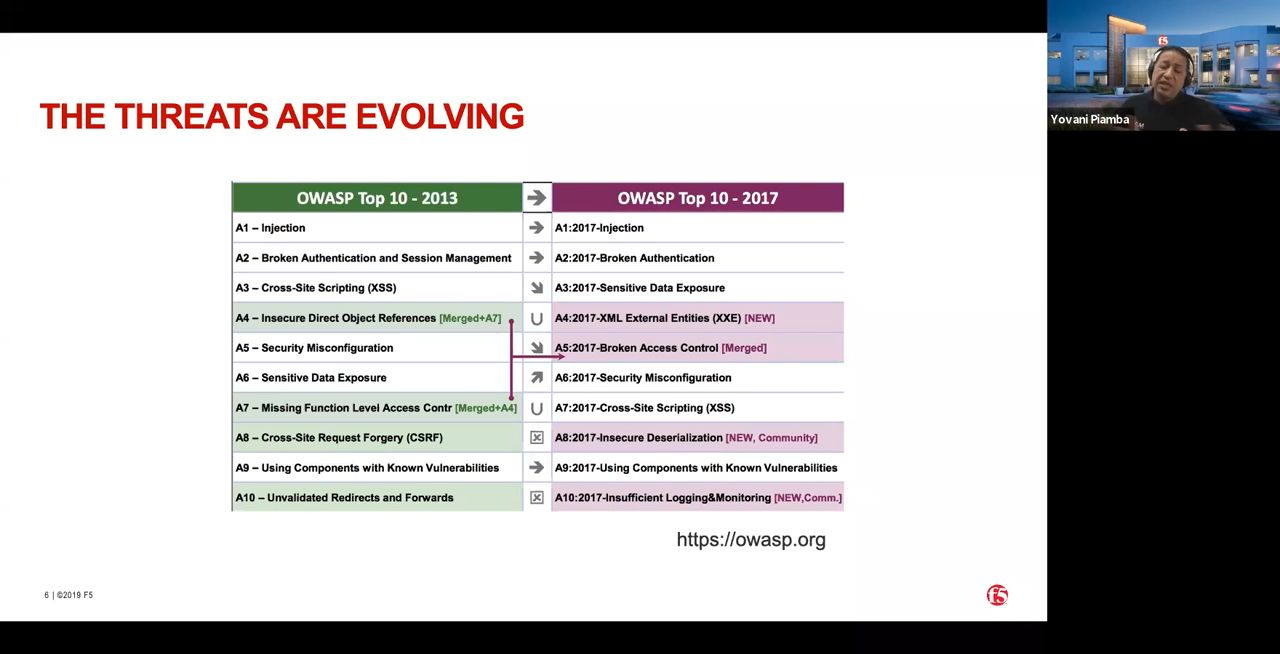 THE THREATS ARE EVOLVING
OWASP Top 10 - 2013 OWASP Top 10 - 2017
A1 – Injection A1:2017-Injection
A2 – Broken Authentication and Session Management A2:2017-Broken Authentication
A3 – Cross-Site Scripting (XSS) A3:2017-Sensitive Data Exposure
A4 – Insecure Direct Object References [Merged+A7] A4:2017-XML External Entities (XXE) [NEW]
A5 – Security Misconfiguration A5:2017-Broken Access Control [Merged]
A6 – Sensitive Data Exposure A6:2017-Security Misconfiguration
A7 – Missing Function Level Access Contr [Merged+A4] A7:2017-Cross-Site Scripting (XSS)
A8 – Cross-Site Request Forgery (CSRF) A8:2017-Insecure Deserialization [NEW, Community]
A9 – Using Components with Known Vulnerabilities A9:2017-Using Components with Known Vulnerabilities
A10 – Unvalidated Redirects and Forwards A10:2017-Insufficient Logging&Monitoring [NEW,Comm.]
https://owasp.org
6 | ©2019 F5
f5
f5
Yovani Piamba